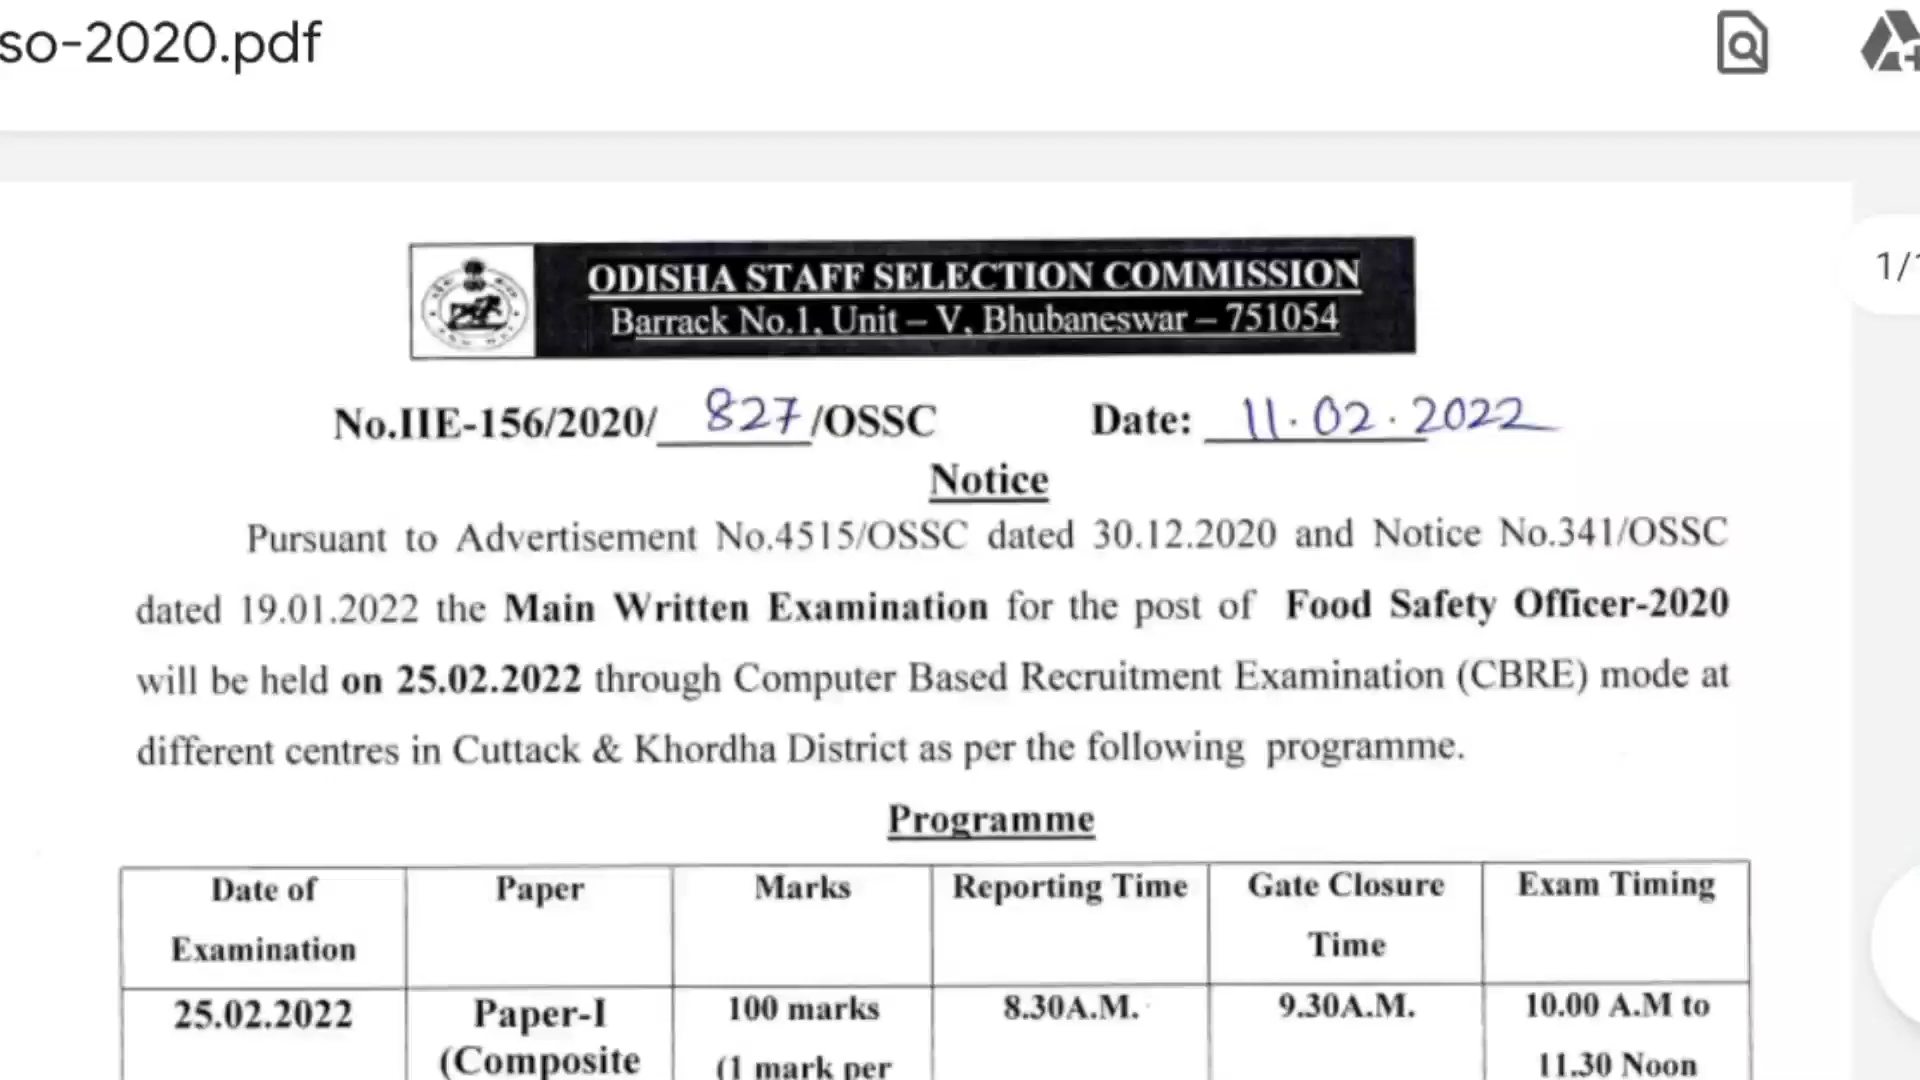 so-2020.pdf
1/1
ODISHA STAFF SELECTION COMMISSION
Barrack No.1, Unit – V, Bhubaneswar – 751054
No.IIE-156/2020/ 827 /OSSC Date: 11.02.2022
Notice
Pursuant to Advertisement No.4515/OSSC dated 30.12.2020 and Notice No.341/OSSC
dated 19.01.2022 the Main Written Examination for the post of Food Safety Officer-2020
will be held on 25.02.2022 through Computer Based Recruitment Examination (CBRE) mode at
different centres in Cuttack & Khordha District as per the following programme.
Programme
Date of Paper Marks Reporting Time Gate Closure Exam Timing
Examination Time
25.02.2022 Paper-I 100 marks 8.30A.M. 9.30A.M. 10.00 A.M to
(Composite (1 mark per 11.30 Noon